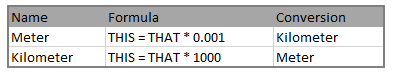 Name Formula Conversion
Meter THIS = THAT * 0.001 Kilometer
Kilometer THIS = THAT * 1000 Meter